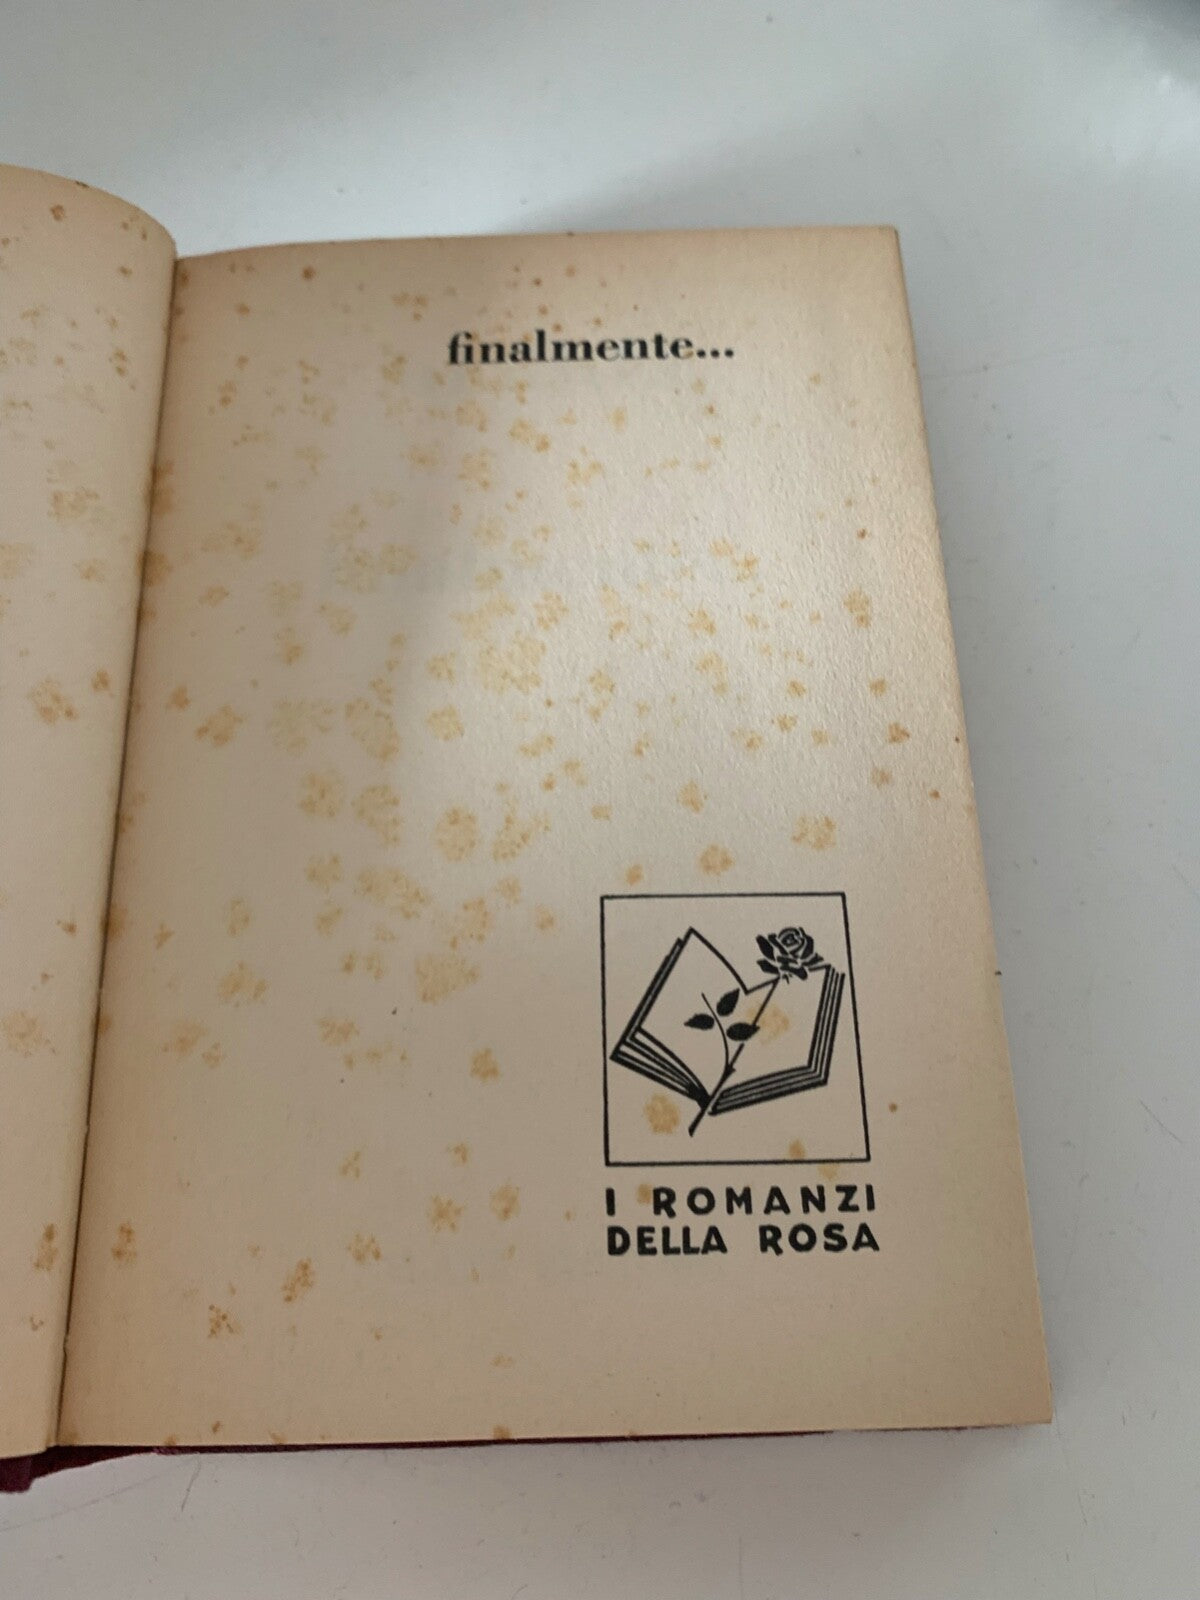 finalmente...
I ROMANZI
DELLA ROSA